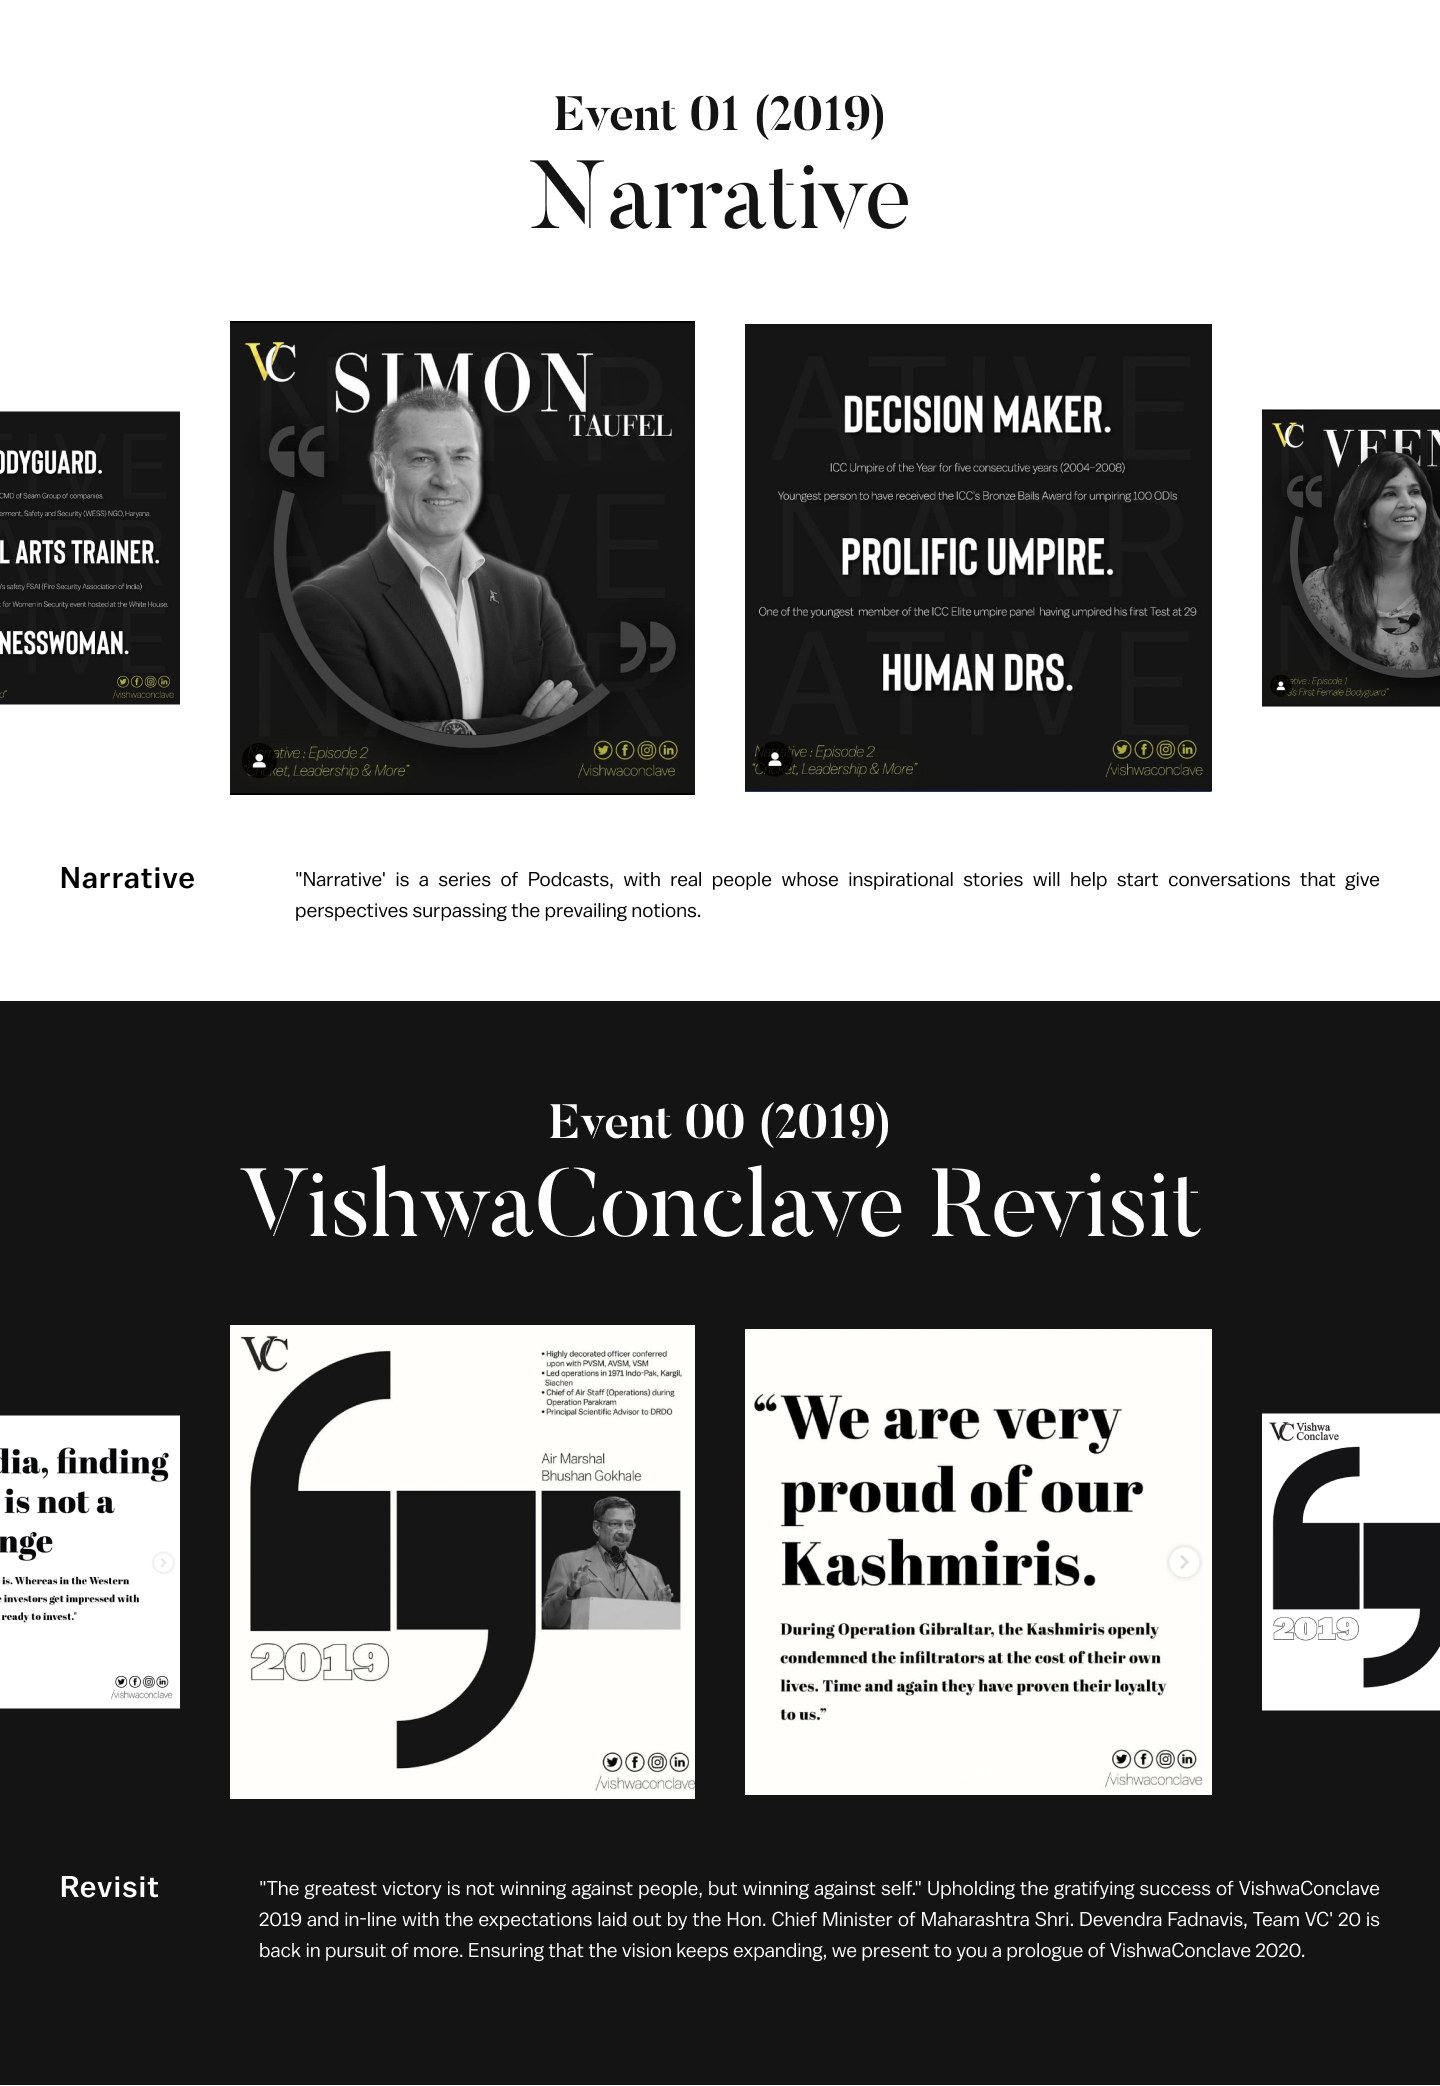 Event 01 (2019)
Narrative
ODYGUARD.
CMD of Seam Group of companies.
erment, Safety and Security (WESS) NGO, Haryana.
L ARTS TRAINER.
's safety FSAI (Fire Security Association of India)
t for Women in Security event hosted at the White House.
NESSWOMAN.
/vishwaconclave
VC
SIMON
TAUFEL
NARRATIVE
ative : Episode 2
ket, Leadership & More"
/vishwaconclave
DECISION MAKER.
ICC Umpire of the Year for five consecutive years (2004-2008)
Youngest person to have received the ICC's Bronze Bails Award for umpiring 100 ODIs
PROLIFIC UMPIRE.
One of the youngest member of the ICC Elite umpire panel having umpired his first Test at 29
HUMAN DRS.
ive : Episode 2
et, Leadership & More"
/vishwaconclave
VC
VEEN
ative : Episode 1
's First Female Bodyguard"
Narrative
"Narrative' is a series of Podcasts, with real people whose inspirational stories will help start conversations that give
perspectives surpassing the prevailing notions.
Event 00 (2019)
VishwaConclave Revisit
dia, finding
is not a
nge
is. Whereas in the Western
e investors get impressed with
ready to invest."
/vishwaconclave
VC
• Highly decorated officer conferred
upon with PVSM, AVSM, VSM
• Led operations in 1971 Indo-Pak, Kargil,
Siachen
• Chief of Air Staff (Operations) during
Operation Parakram
• Principal Scientific Advisor to DRDO
Air Marshal
Bhushan Gokhale
2019
/vishwaconclave
“We are very
proud of our
Kashmiris.
During Operation Gibraltar, the Kashmiris openly
condemned the infiltrators at the cost of their own
lives. Time and again they have proven their loyalty
to us.”
/vishwaconclave
VC Vishwa
Conclave
2019
Revisit
"The greatest victory is not winning against people, but winning against self." Upholding the gratifying success of VishwaConclave
2019 and in-line with the expectations laid out by the Hon. Chief Minister of Maharashtra Shri. Devendra Fadnavis, Team VC' 20 is
back in pursuit of more. Ensuring that the vision keeps expanding, we present to you a prologue of VishwaConclave 2020.